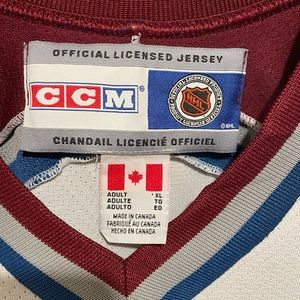 OFFICIAL LICENSED JERSEY
CCM
NHL
©NHL
CHANDAIL LICENCIÉ OFFICIEL
ADULT XL
ADULTE TG
ADULTO EG
MADE IN CANADA
FABRIQUÉ AU CANADA
HECHO EN CANADA